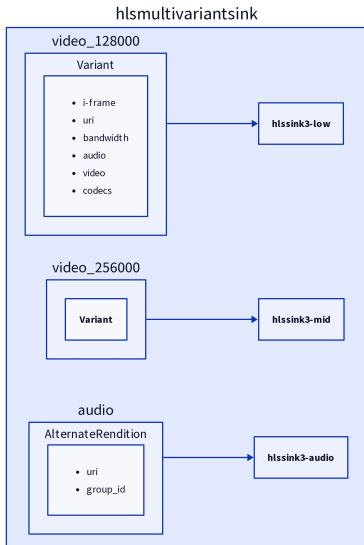 hlsmultivariantsink
video_128000
Variant
i-frame
uri
bandwidth
audio
video
codecs
hlssink3-low
video_256000
Variant
hlssink3-mid
audio
AlternateRendition
uri
group_id
hlssink3-audio